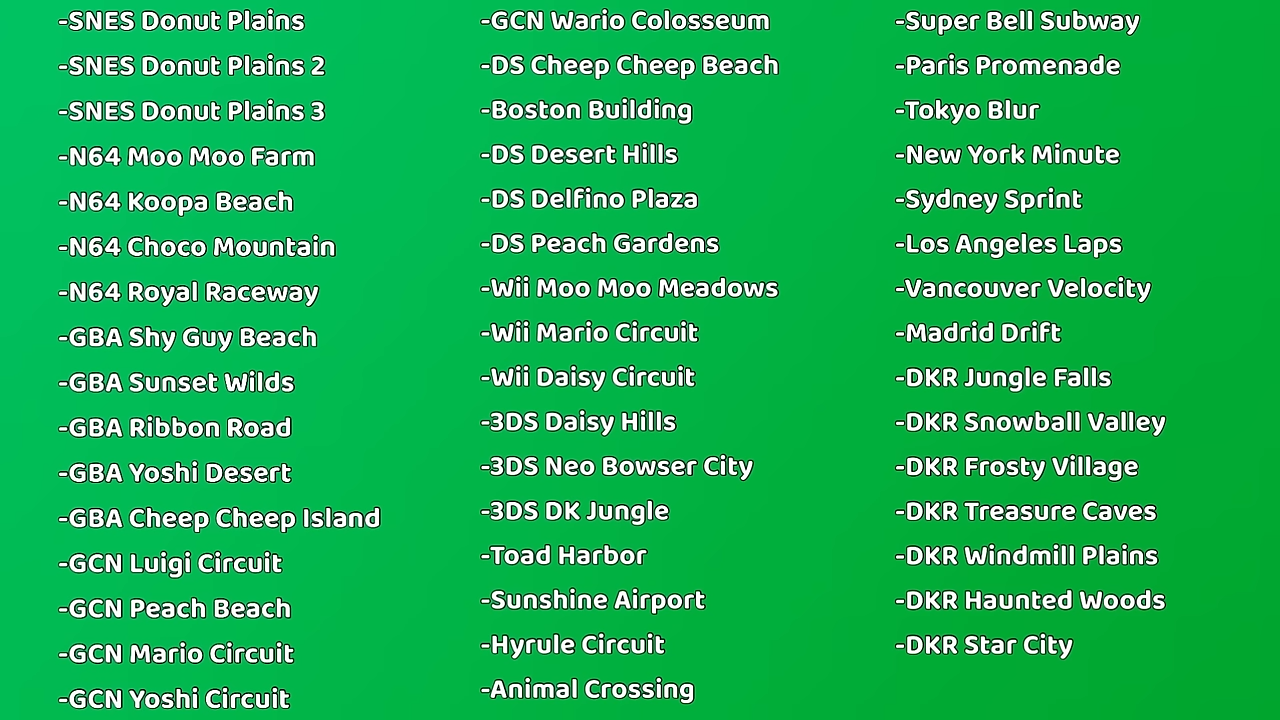 -SNES Donut Plains
-SNES Donut Plains 2
-SNES Donut Plains 3
-N64 Moo Moo Farm
-N64 Koopa Beach
-N64 Choco Mountain
-N64 Royal Raceway
-GBA Shy Guy Beach
-GBA Sunset Wilds
-GBA Ribbon Road
-GBA Yoshi Desert
-GBA Cheep Cheep Island
-GCN Luigi Circuit
-GCN Peach Beach
-GCN Mario Circuit
-GCN Yoshi Circuit
-GCN Wario Colosseum
-DS Cheep Cheep Beach
-Boston Building
-DS Desert Hills
-DS Delfino Plaza
-DS Peach Gardens
-Wii Moo Moo Meadows
-Wii Mario Circuit
-Wii Daisy Circuit
-3DS Daisy Hills
-3DS Neo Bowser City
-3DS DK Jungle
-Toad Harbor
-Sunshine Airport
-Hyrule Circuit
-Animal Crossing
-Super Bell Subway
-Paris Promenade
-Tokyo Blur
-New York Minute
-Sydney Sprint
-Los Angeles Laps
-Vancouver Velocity
-Madrid Drift
-DKR Jungle Falls
-DKR Snowball Valley
-DKR Frosty Village
-DKR Treasure Caves
-DKR Windmill Plains
-DKR Haunted Woods
-DKR Star City